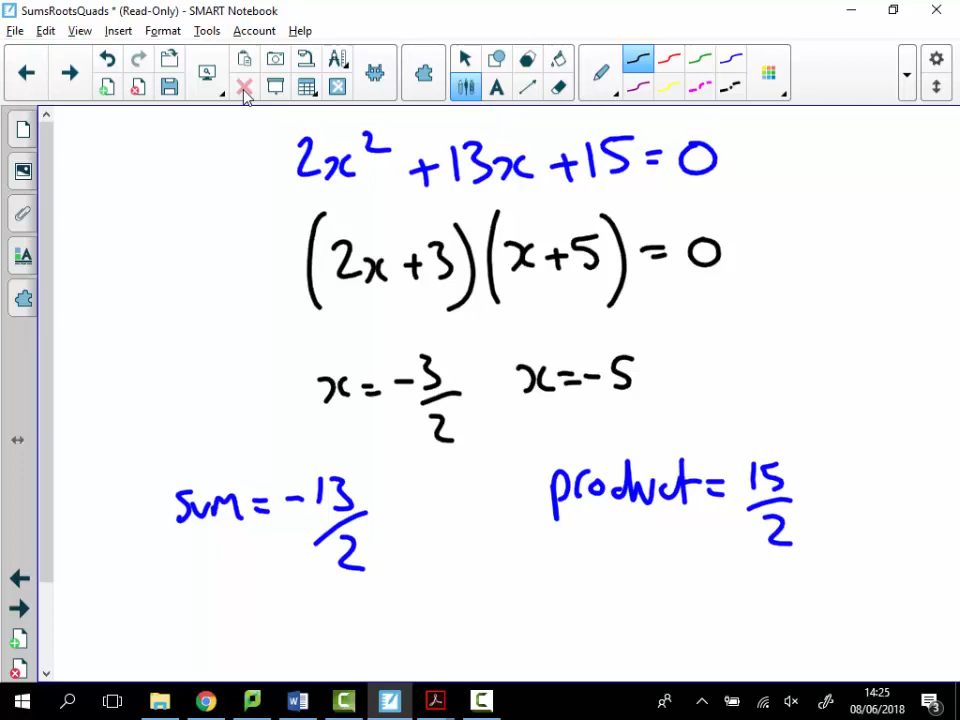 SumsRootsQuads * (Read-Only) - SMART Notebook
File Edit View Insert Format Tools Account Help
2x² +13x +15 = 0
(2x +3)(x +5) = 0
x = -3/2 x = -5
sum = -13/2 product = 15/2
14:25
08/06/2018
3